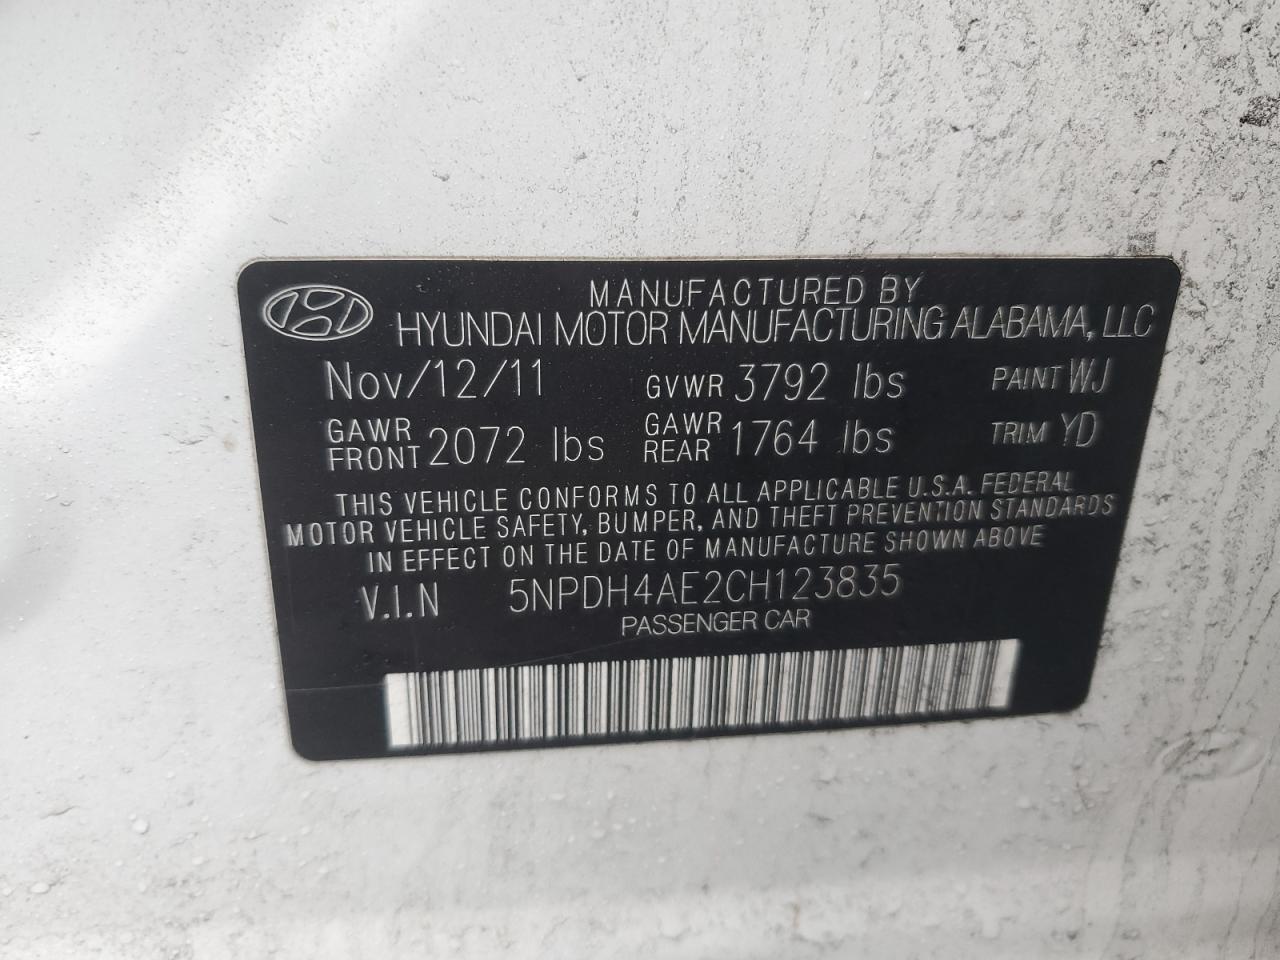 MANUFACTURED BY
HYUNDAI MOTOR MANUFACTURING ALABAMA, LLC
Nov/12/11 GVWR 3792 lbs PAINT WJ
GAWR FRONT 2072 lbs GAWR REAR 1764 lbs TRIM YD
THIS VEHICLE CONFORMS TO ALL APPLICABLE U.S.A. FEDERAL
MOTOR VEHICLE SAFETY, BUMPER, AND THEFT PREVENTION STANDARDS
IN EFFECT ON THE DATE OF MANUFACTURE SHOWN ABOVE
V.I.N 5NPDH4AE2CH123835
PASSENGER CAR